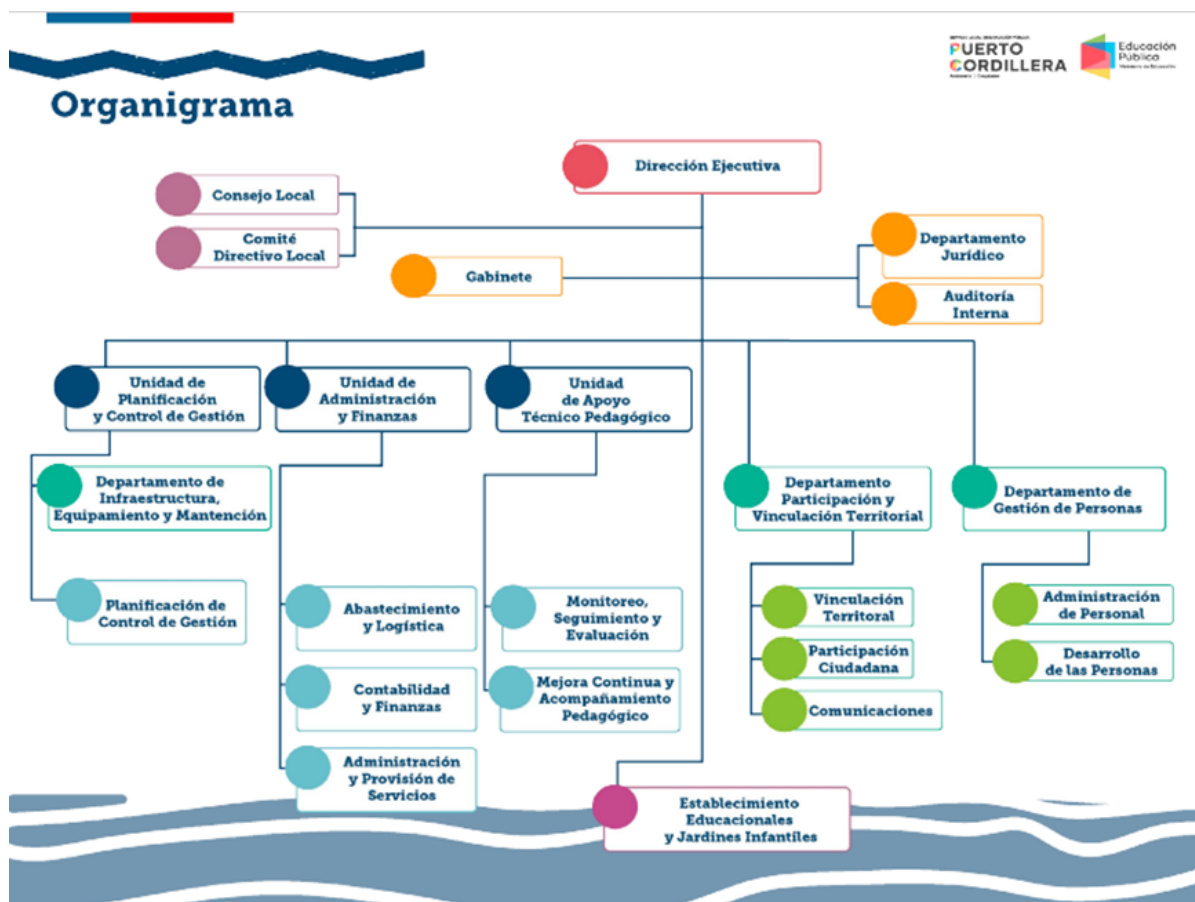 PUERTO
CORDILLERA
Educación
Pública
Ministerio de Educación
Organigrama
Dirección Ejecutiva
Consejo Local
Comité
Directivo Local
Gabinete
Departamento
Jurídico
Auditoría
Interna
Unidad de
Planificación
y Control de Gestión
Unidad de
Administración
y Finanzas
Unidad
de Apoyo
Técnico Pedagógico
Departamento de
Infraestructura,
Equipamiento y Mantención
Departamento
Participación y
Vinculación Territorial
Departamento de
Gestión de Personas
Planificación de
Control de Gestión
Abastecimiento
y Logística
Contabilidad
y Finanzas
Administración
y Provisión de
Servicios
Monitoreo,
Seguimiento y
Evaluación
Mejora Continua y
Acompañamiento
Pedagógico
Vinculación
Territoral
Participación
Ciudadana
Comunicaciones
Administración
de Personal
Desarrollo
de las Personas
Establecimiento
Educacionales
y Jardines Infantiles